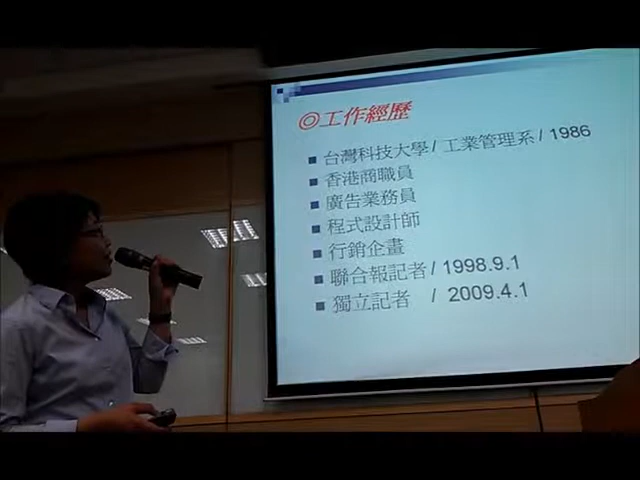 ◎工作經歷
■ 台灣科技大學/ 工業管理系 / 1986
■ 香港商職員
■ 廣告業務員
■ 程式設計師
■ 行銷企畫
■ 聯合報記者 / 1998.9.1
■ 獨立記者 / 2009.4.1